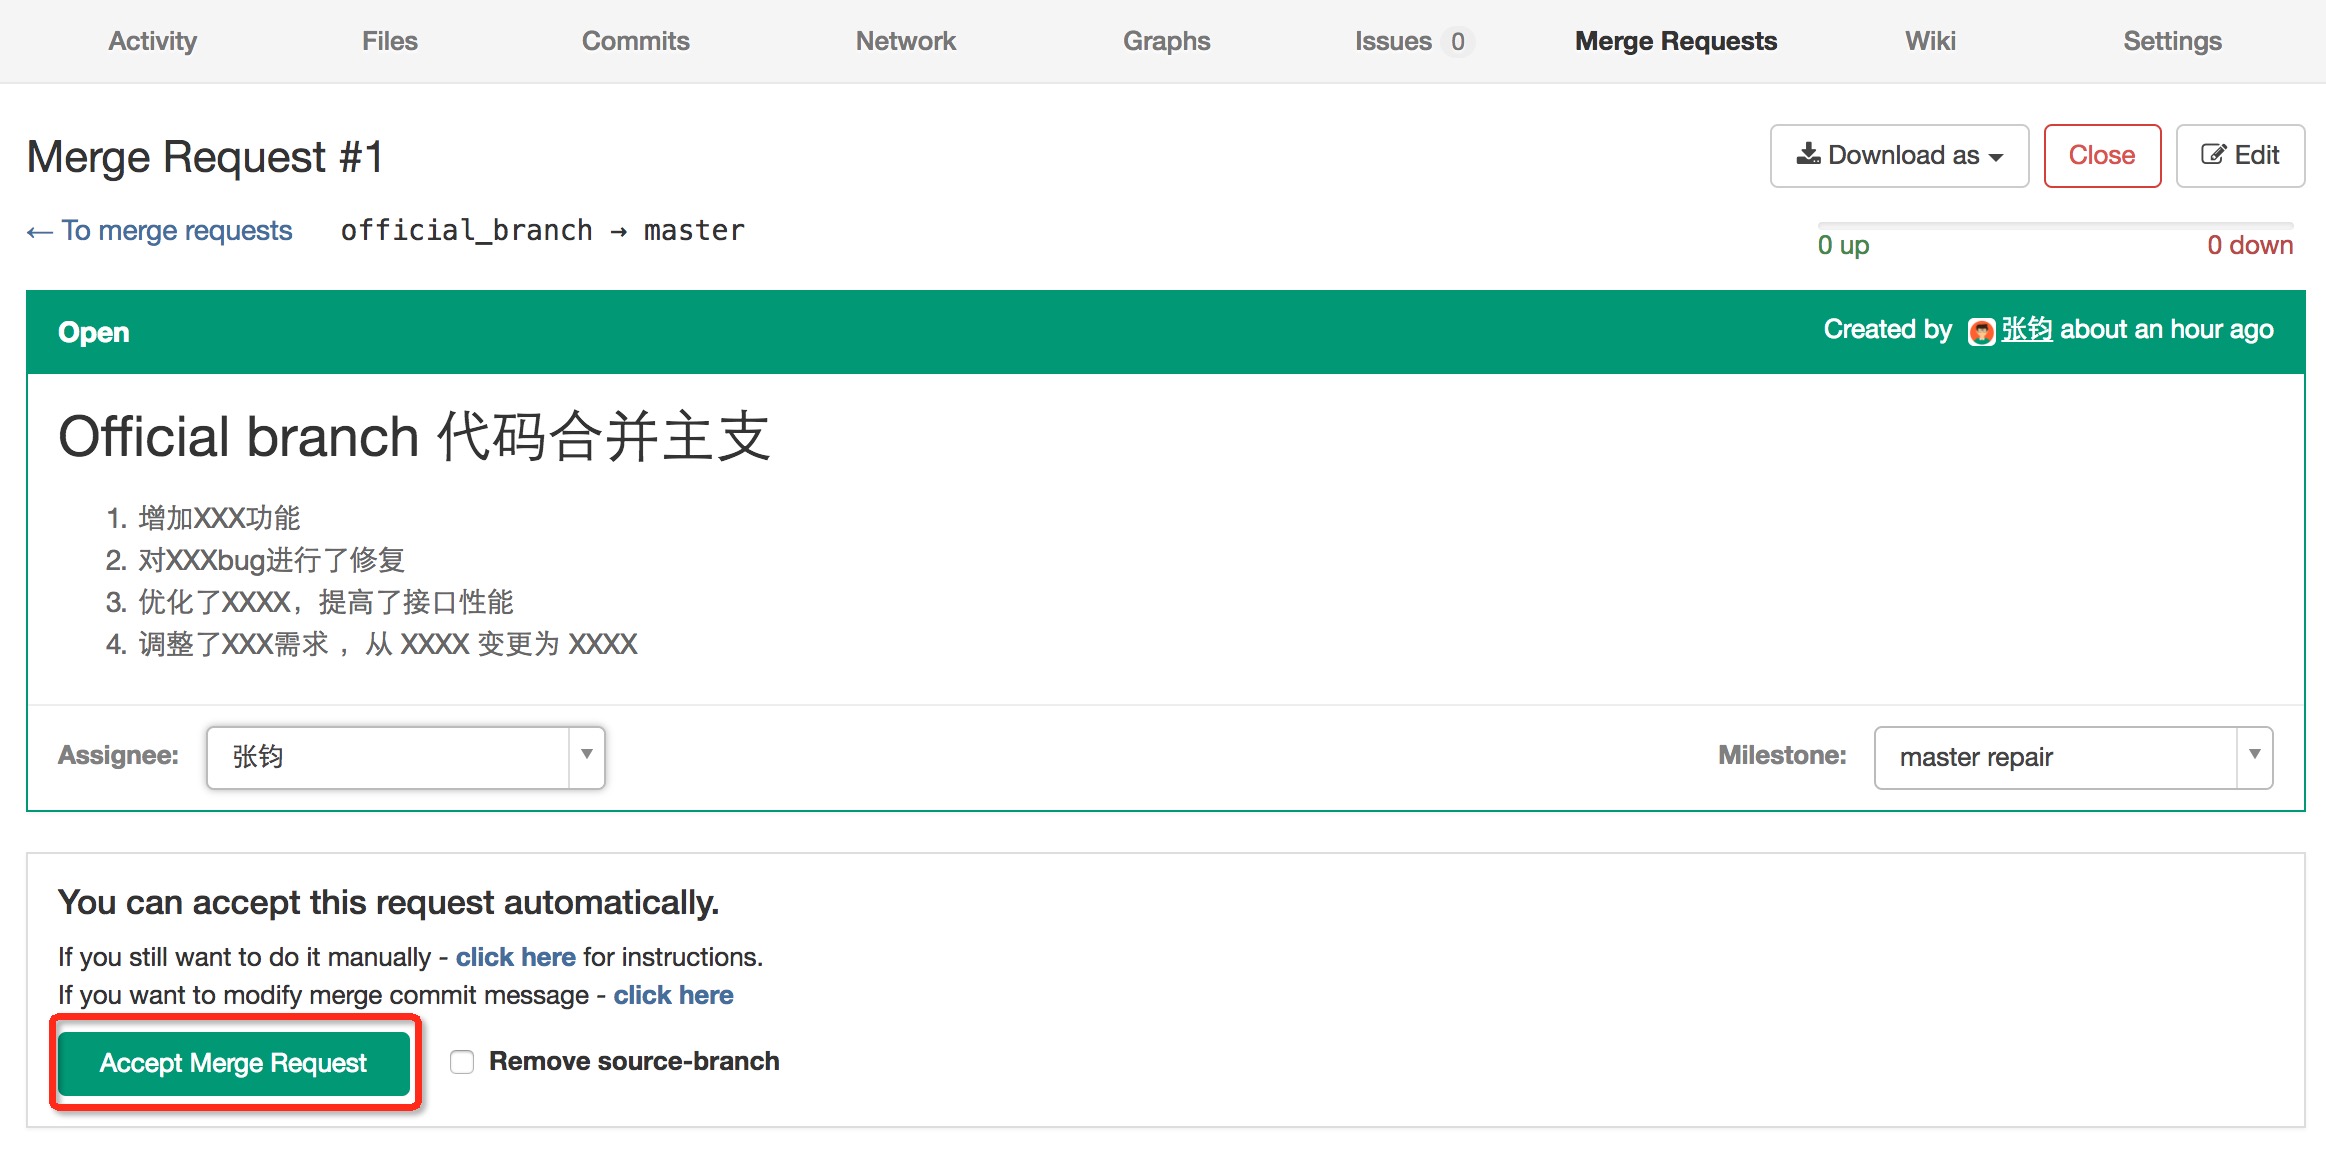 Activity Files Commits Network Graphs Issues 0 Merge Requests Wiki Settings
Merge Request #1
Download as Close Edit
← To merge requests official_branch → master
0 up 0 down
Open
Created by 张钧 about an hour ago
Official branch 代码合并主支
1. 增加XXX功能
2. 对XXXbug进行了修复
3. 优化了XXXX，提高了接口性能
4. 调整了XXX需求 ，从 XXXX 变更为 XXXX
Assignee: 张钧 Milestone: master repair
You can accept this request automatically.
If you still want to do it manually - click here for instructions.
If you want to modify merge commit message - click here
Accept Merge Request Remove source-branch